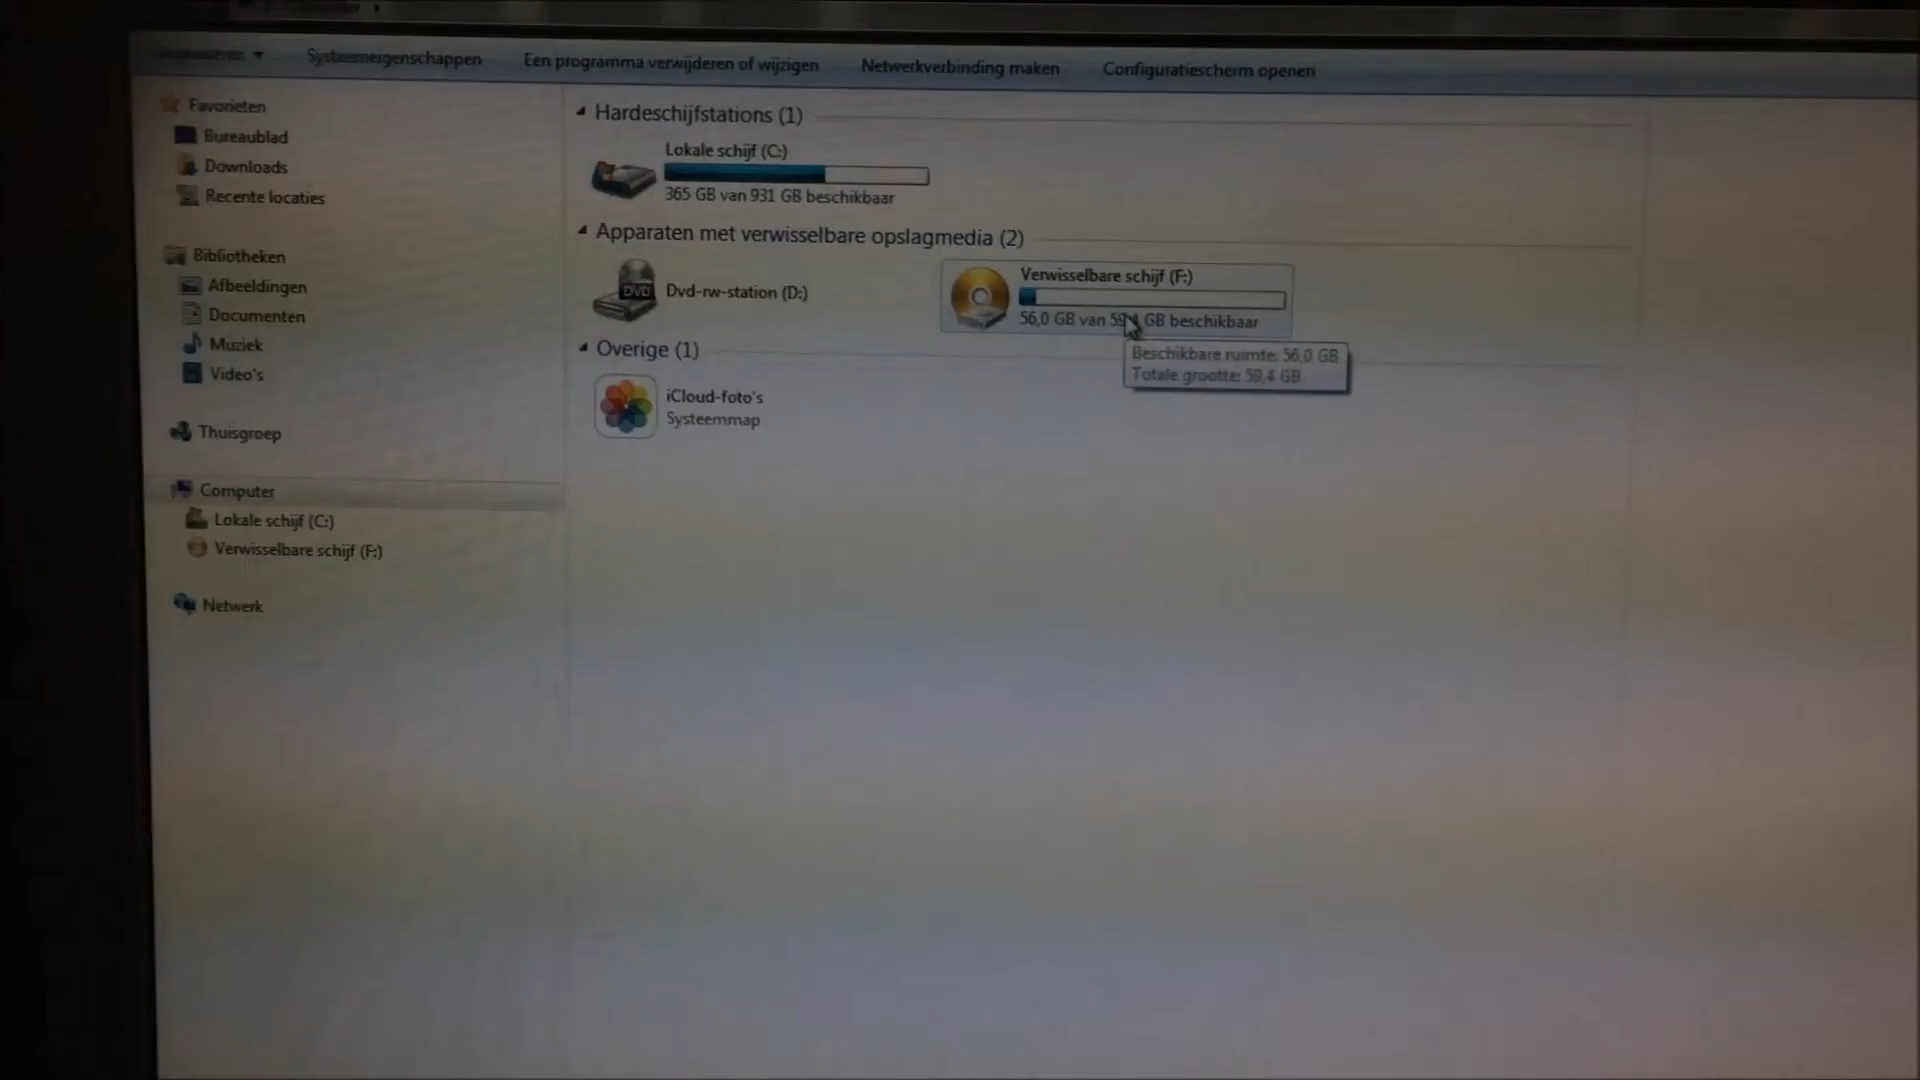 Systeemeigenschappen Een programma verwijderen of wijzigen Netwerkverbinding maken Configuratiescherm openen
Favorieten
Bureaublad
Downloads
Recente locaties
Bibliotheken
Afbeeldingen
Documenten
Muziek
Video's
Thuisgroep
Computer
Lokale schijf (C:)
Verwisselbare schijf (F:)
Netwerk
Hardeschijfstations (1)
Lokale schijf (C:)
365 GB van 931 GB beschikbaar
Apparaten met verwisselbare opslagmedia (2)
DVD
Dvd-rw-station (D:)
Verwisselbare schijf (F:)
56,0 GB van 59,4 GB beschikbaar
Beschikbare ruimte: 56,0 GB
Totale grootte: 59,4 GB
Overige (1)
iCloud-foto's
Systeemmap